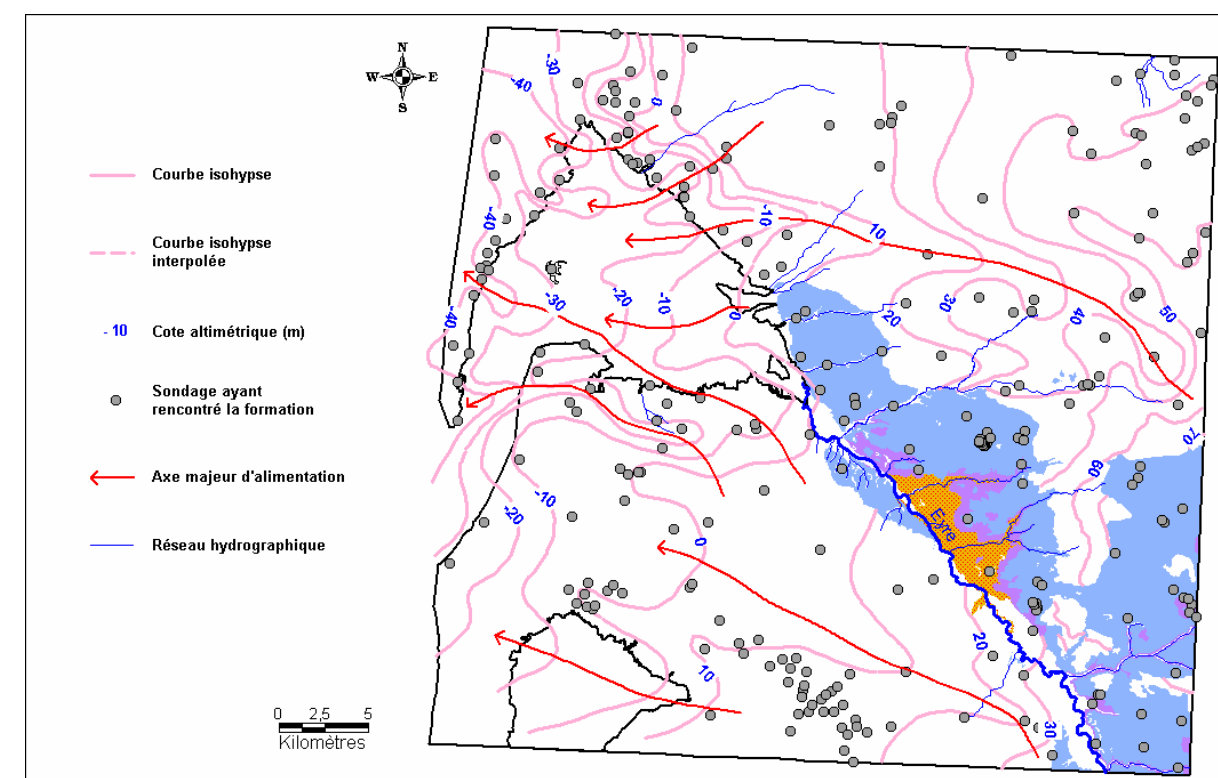 N
W E
S
Courbe isohypse
Courbe isohypse
interpolée
- 10 Cote altimétrique (m)
Sondage ayant
rencontré la formation
Axe majeur d'alimentation
Réseau hydrographique
0 2,5 5
Kilomètres
-30
-40
0
-40
-10
10
-30
-20
-10
0
-40
20
30
40
50
70
60
-10
-20
0
Eyre
20
10
30